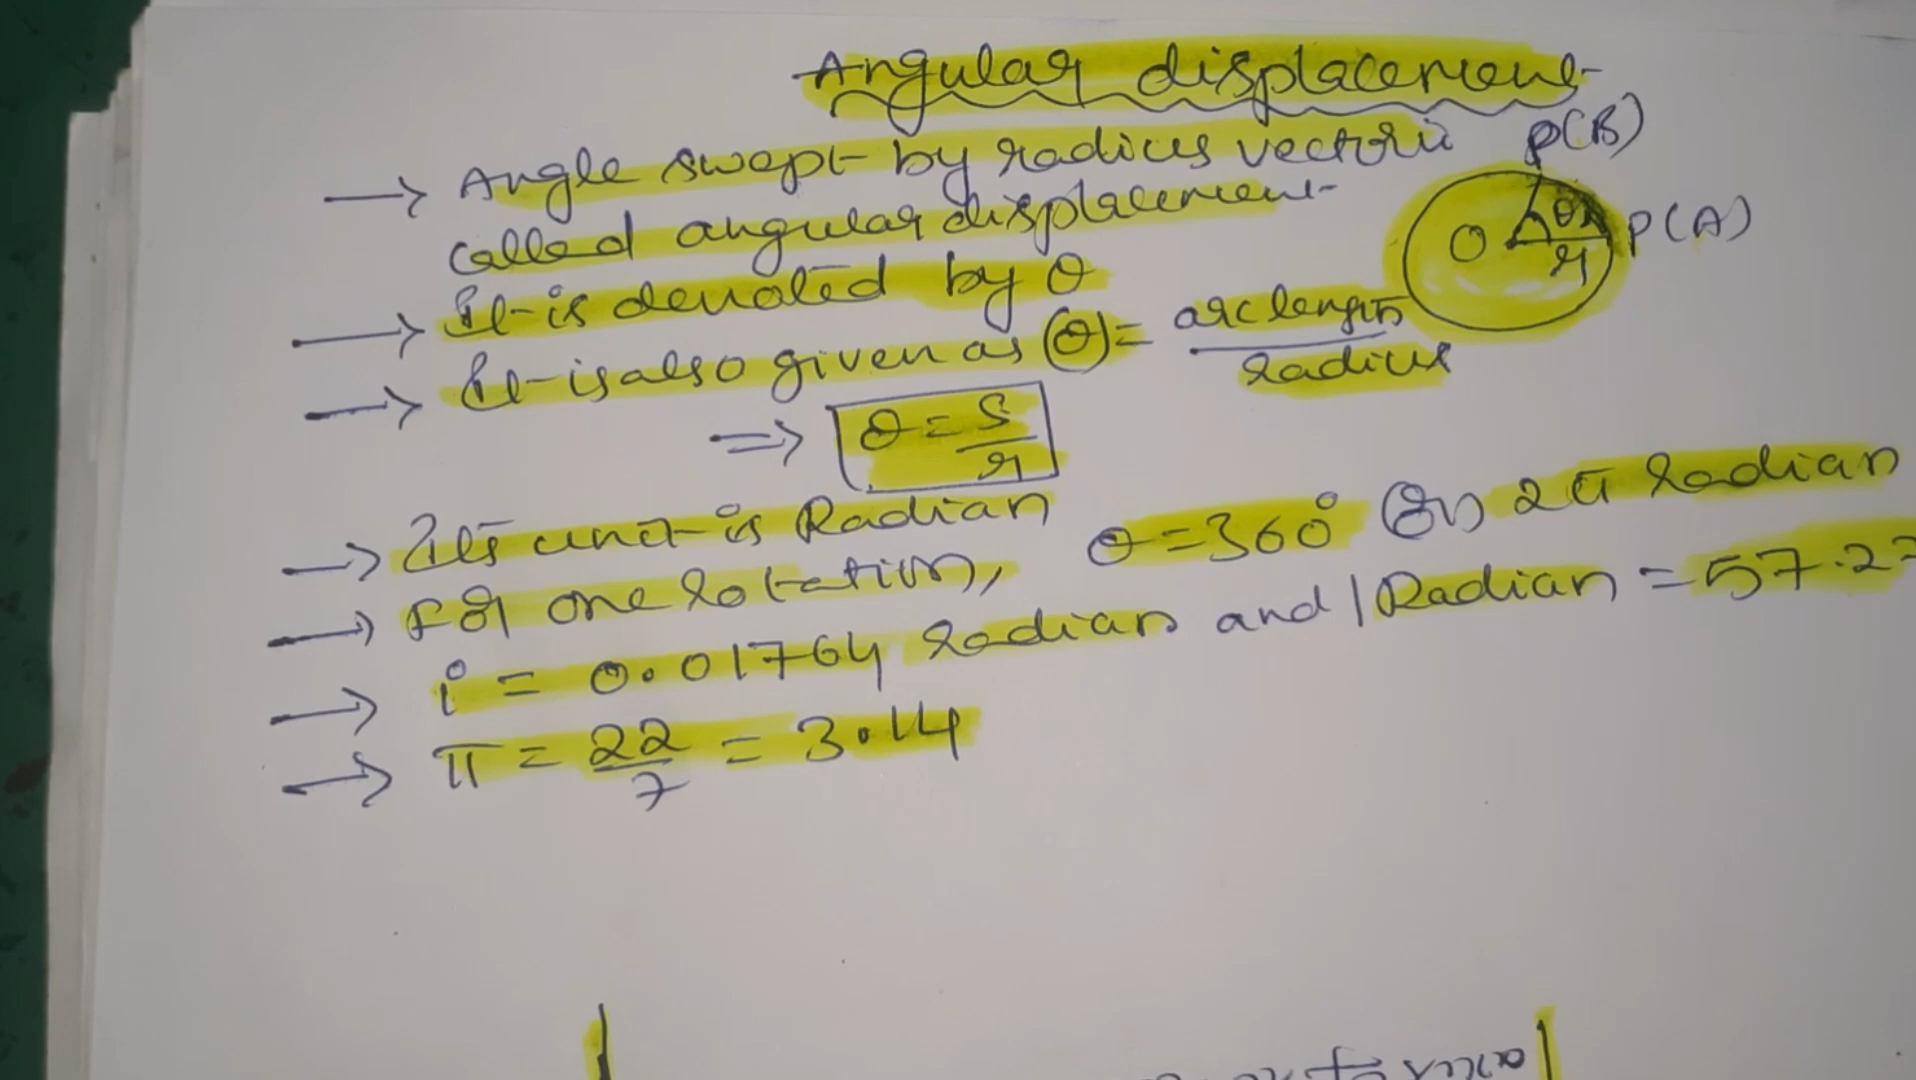 Angular displacement
→ Angle swept by radius vector is
called angular displacement
P(B)
O θ r P(A)
→ It is denoted by θ
→ It is also given as (θ) = arc length / radius
⇒ θ = S / r
→ Its unit is Radian
→ For one rotation, θ = 360° (or) 2π radian
→ 1° = 0.01764 radian and 1 Radian = 57.27
→ π = 22/7 = 3.14